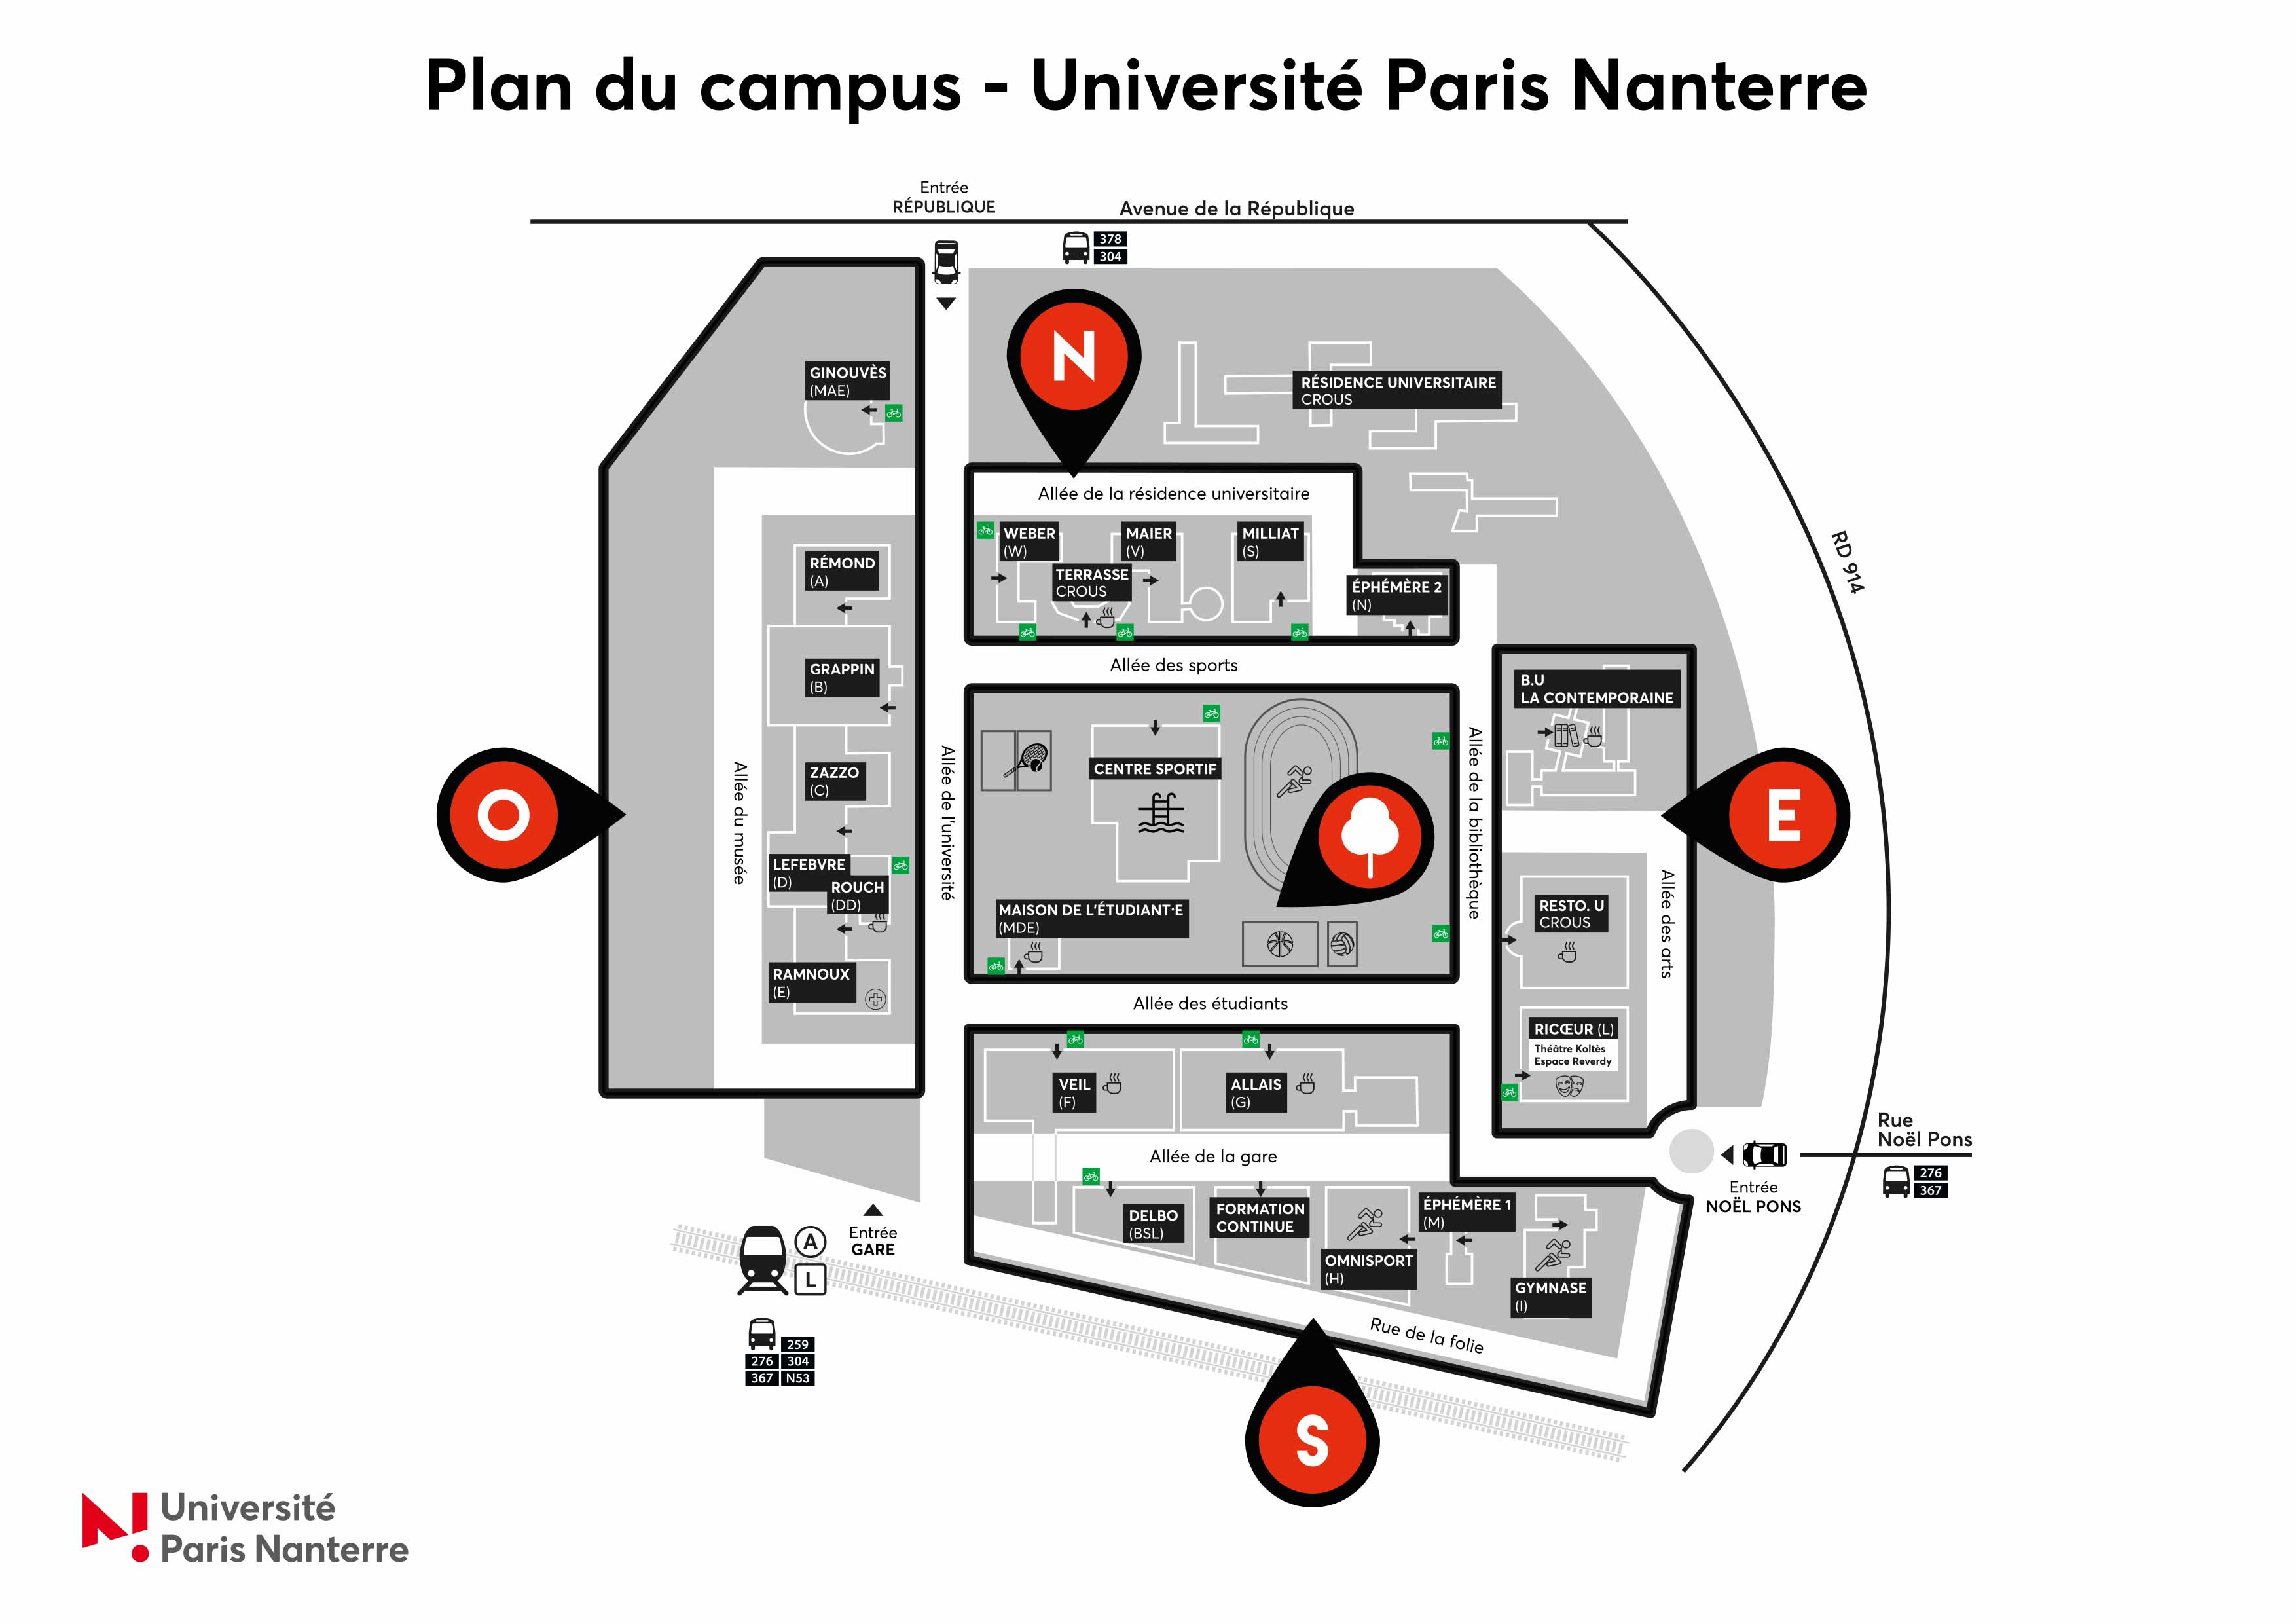 Plan du campus - Université Paris Nanterre
Entrée
RÉPUBLIQUE
Avenue de la République
378
304
N
GINOUVÈS
(MAE)
RÉSIDENCE UNIVERSITAIRE
CROUS
Allée de la résidence universitaire
WEBER
(W)
MAIER
(V)
MILLIAT
(S)
TERRASSE
CROUS
ÉPHÉMÈRE 2
(N)
RD 914
RÉMOND
(A)
GRAPPIN
(B)
ZAZZO
(C)
LEFEBVRE
(D)
ROUCH
(DD)
RAMNOUX
(E)
O
Allée du musée
Allée de l'université
Allée des sports
CENTRE SPORTIF
MAISON DE L'ÉTUDIANT·E
(MDE)
Allée de la bibliothèque
B.U
LA CONTEMPORAINE
E
RESTO. U
CROUS
Allée des arts
RICŒUR (L)
Théâtre Koltès
Espace Reverdy
Allée des étudiants
VEIL
(F)
ALLAIS
(G)
Allée de la gare
DELBO
(BSL)
FORMATION
CONTINUE
OMNISPORT
(H)
ÉPHÉMÈRE 1
(M)
GYMNASE
(I)
Rue de la folie
Rue
Noël Pons
276
367
Entrée
NOËL PONS
Entrée
GARE
A
L
259
276 304
367 N53
S
Université
Paris Nanterre